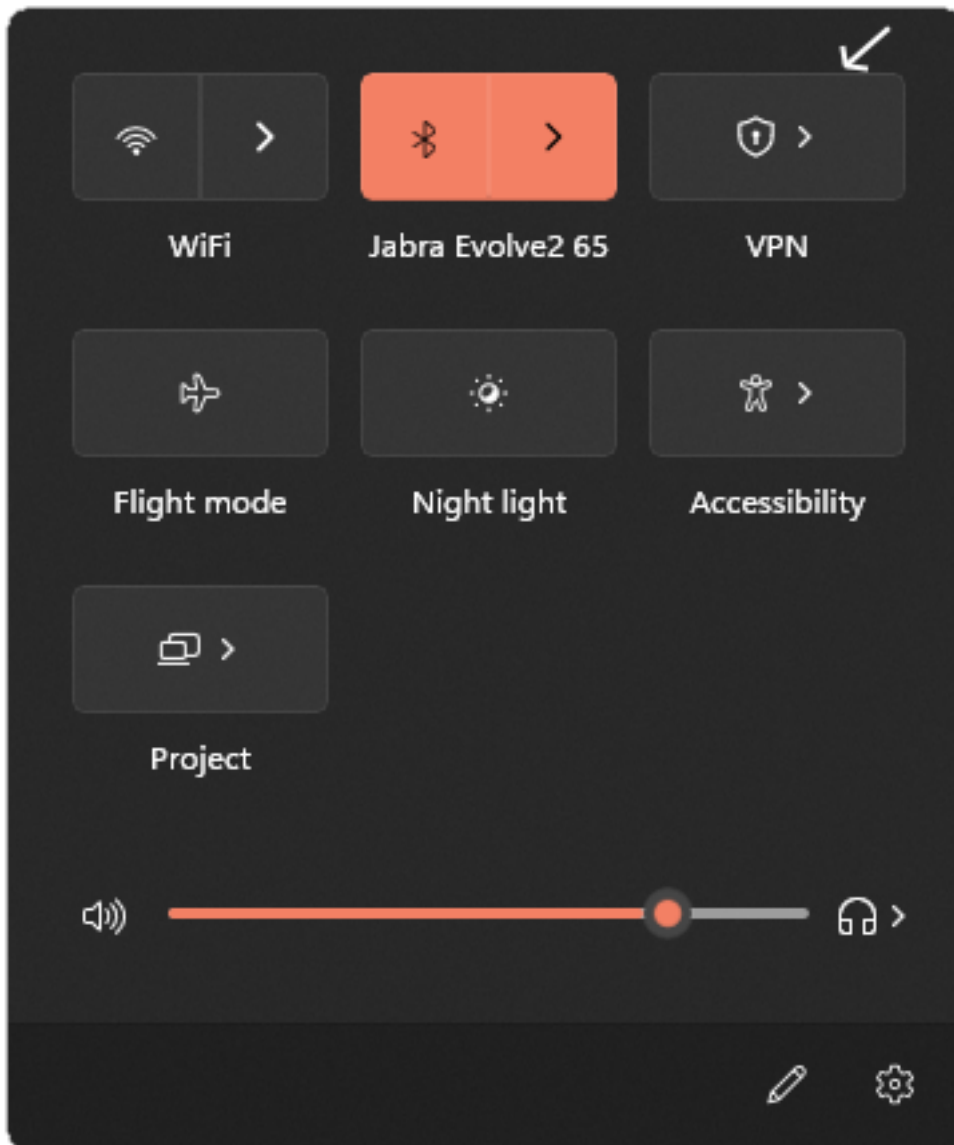 WiFi
Jabra Evolve2 65
VPN
Flight mode
Night light
Accessibility
Project